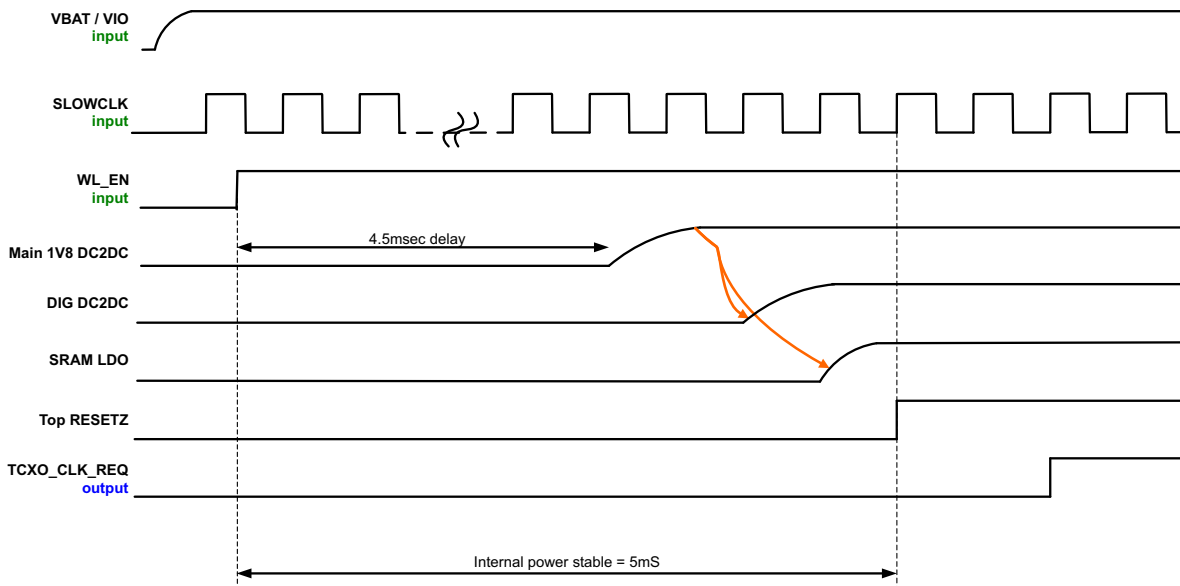 VBAT / VIO
input
SLOWCLK
input
WL_EN
input
4.5msec delay
Main 1V8 DC2DC
DIG DC2DC
SRAM LDO
Top RESETZ
TCXO_CLK_REQ
output
Internal power stable = 5mS